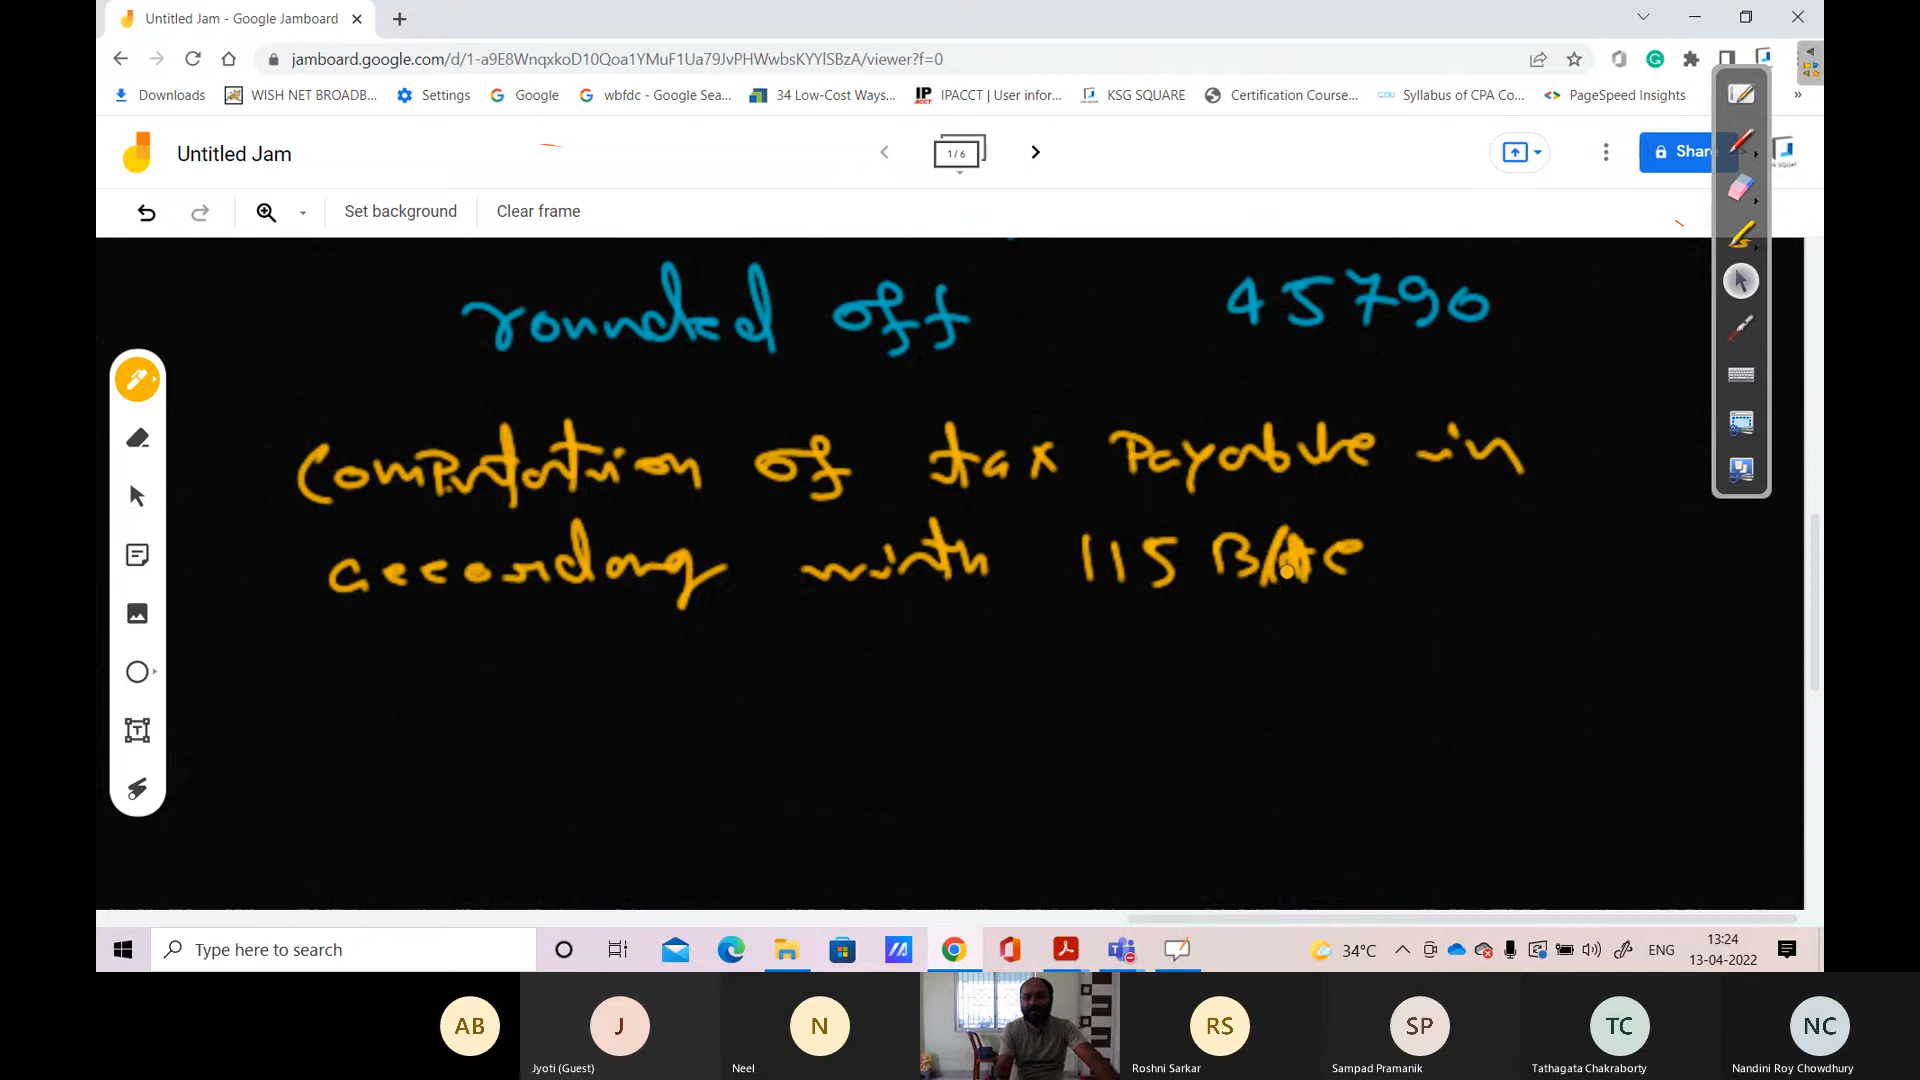 Untitled Jam - Google Jamboard
jamboard.google.com/d/1-a9E8WnqxkoD10Qoa1YMuF1Ua79JvPHWwbsKYYlSBzA/viewer?f=0
Downloads WISH NET BROADB... Settings Google wbfdc - Google Sea... 34 Low-Cost Ways... IP ACCT IPACCT | User infor... KSG SQUARE Certification Course... Syllabus of CPA Co... PageSpeed Insights »
Untitled Jam 1/6 Share
Set background Clear frame
rounded off 45790
Computation of tax Payable in
according with 115 BAC
Type here to search 34°C ENG 13:24
13-04-2022
AB J N RS SP TC NC
Jyoti (Guest) Neel Roshni Sarkar Sampad Pramanik Tathagata Chakraborty Nandini Roy Chowdhury